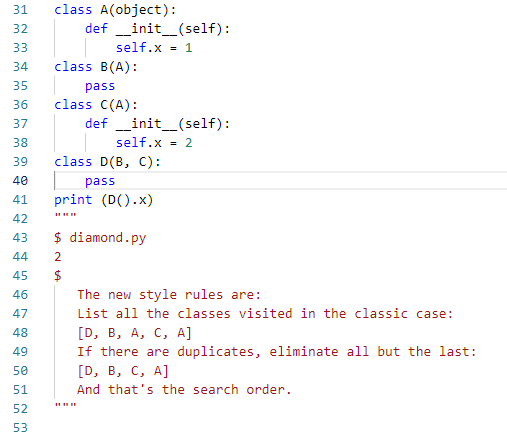 31 class A(object):
32     def __init__(self):
33         self.x = 1
34 class B(A):
35     pass
36 class C(A):
37     def __init__(self):
38         self.x = 2
39 class D(B, C):
40     pass
41 print (D().x)
42 """
43 $ diamond.py
44 2
45 $
46    The new style rules are:
47    List all the classes visited in the classic case:
48    [D, B, A, C, A]
49    If there are duplicates, eliminate all but the last:
50    [D, B, C, A]
51    And that's the search order.
52 """
53